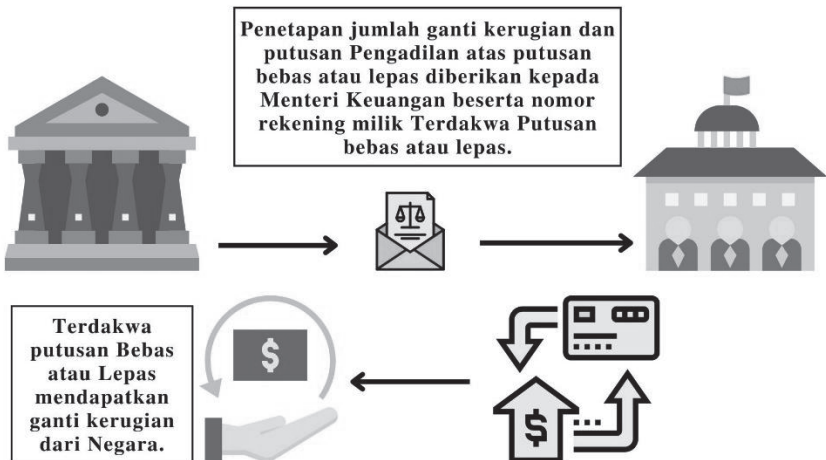 Penetapan jumlah ganti kerugian dan
putusan Pengadilan atas putusan
bebas atau lepas diberikan kepada
Menteri Keuangan beserta nomor
rekening milik Terdakwa Putusan
bebas atau lepas.
Terdakwa
putusan Bebas
atau Lepas
mendapatkan
ganti kerugian
dari Negara.
$
$